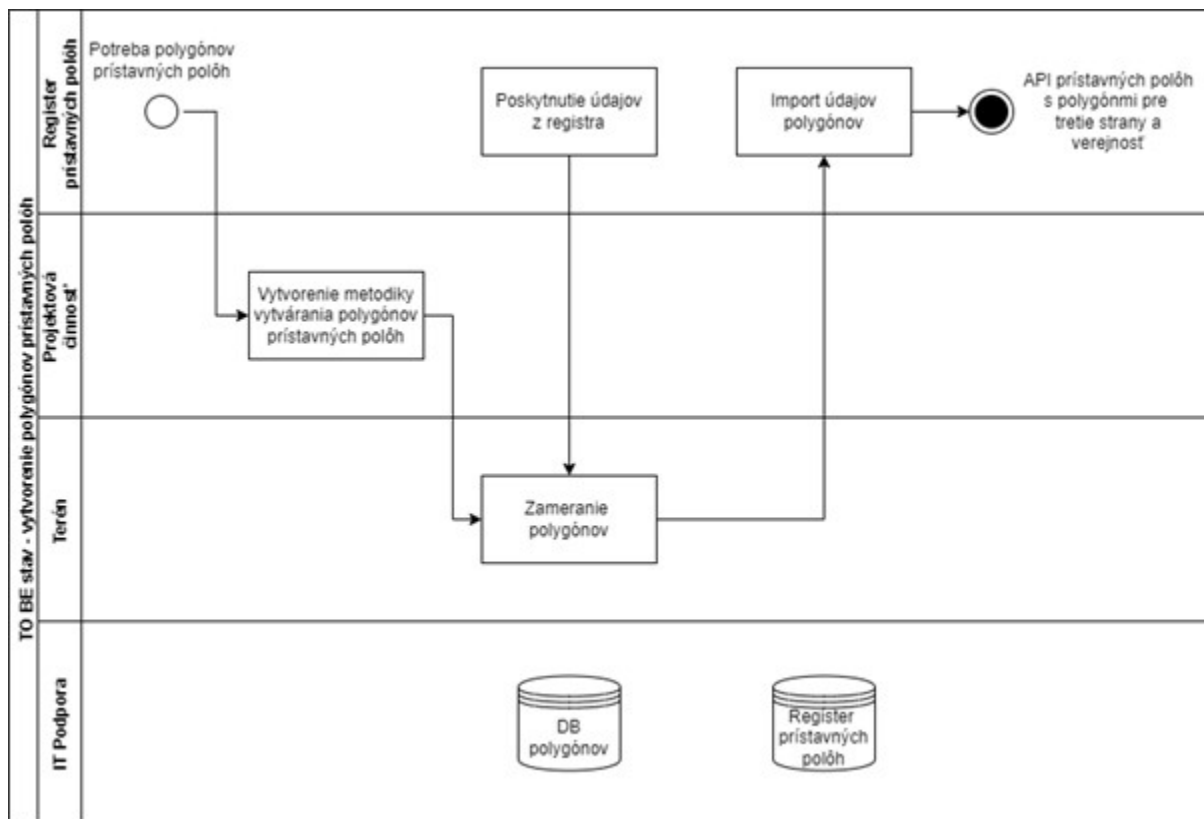 TO BE stav - vytvorenie polygónov prístavných polôh
Register
prístavných polôh
Potreba polygónov
prístavných polôh
Poskytnutie údajov
z registra
Import údajov
polygónov
API prístavných polôh
s polygónmi pre
tretie strany a
verejnosť
Projektová
činnosť
Vytvorenie metodiky
vytvárania polygónov
prístavných polôh
Terén
Zameranie
polygónov
IT Podpora
DB
polygónov
Register
prístavných
polôh